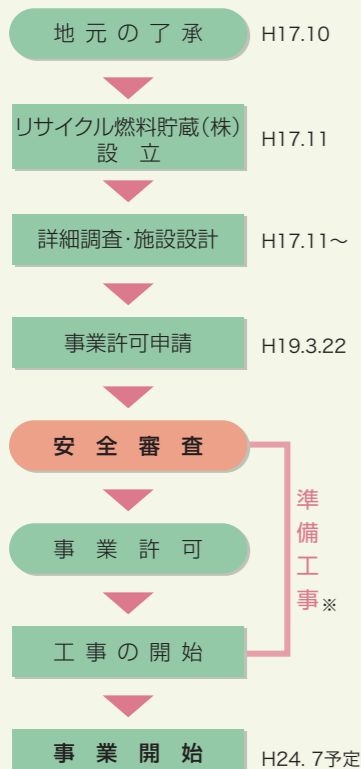 地元の了承 H17.10
リサイクル燃料貯蔵(株)
設立 H17.11
詳細調査・施設設計 H17.11～
事業許可申請 H19.3.22
安全審査
事業許可
準備工事※
工事の開始
事業開始 H24.7予定